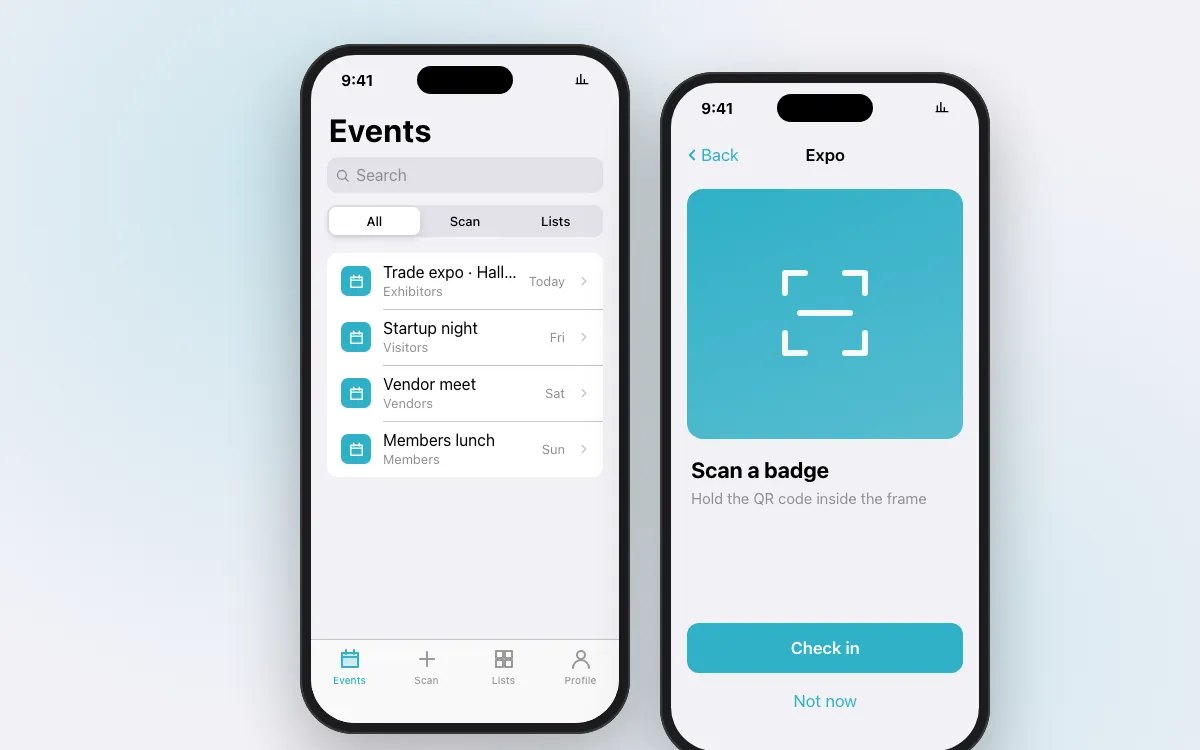 9:41
Events
Search
All
Scan
Lists
Trade expo · Hall...
Exhibitors
Today
Startup night
Visitors
Fri
Vendor meet
Vendors
Sat
Members lunch
Members
Sun
Events
Scan
Lists
Profile
9:41
Back
Expo
Scan a badge
Hold the QR code inside the frame
Check in
Not now